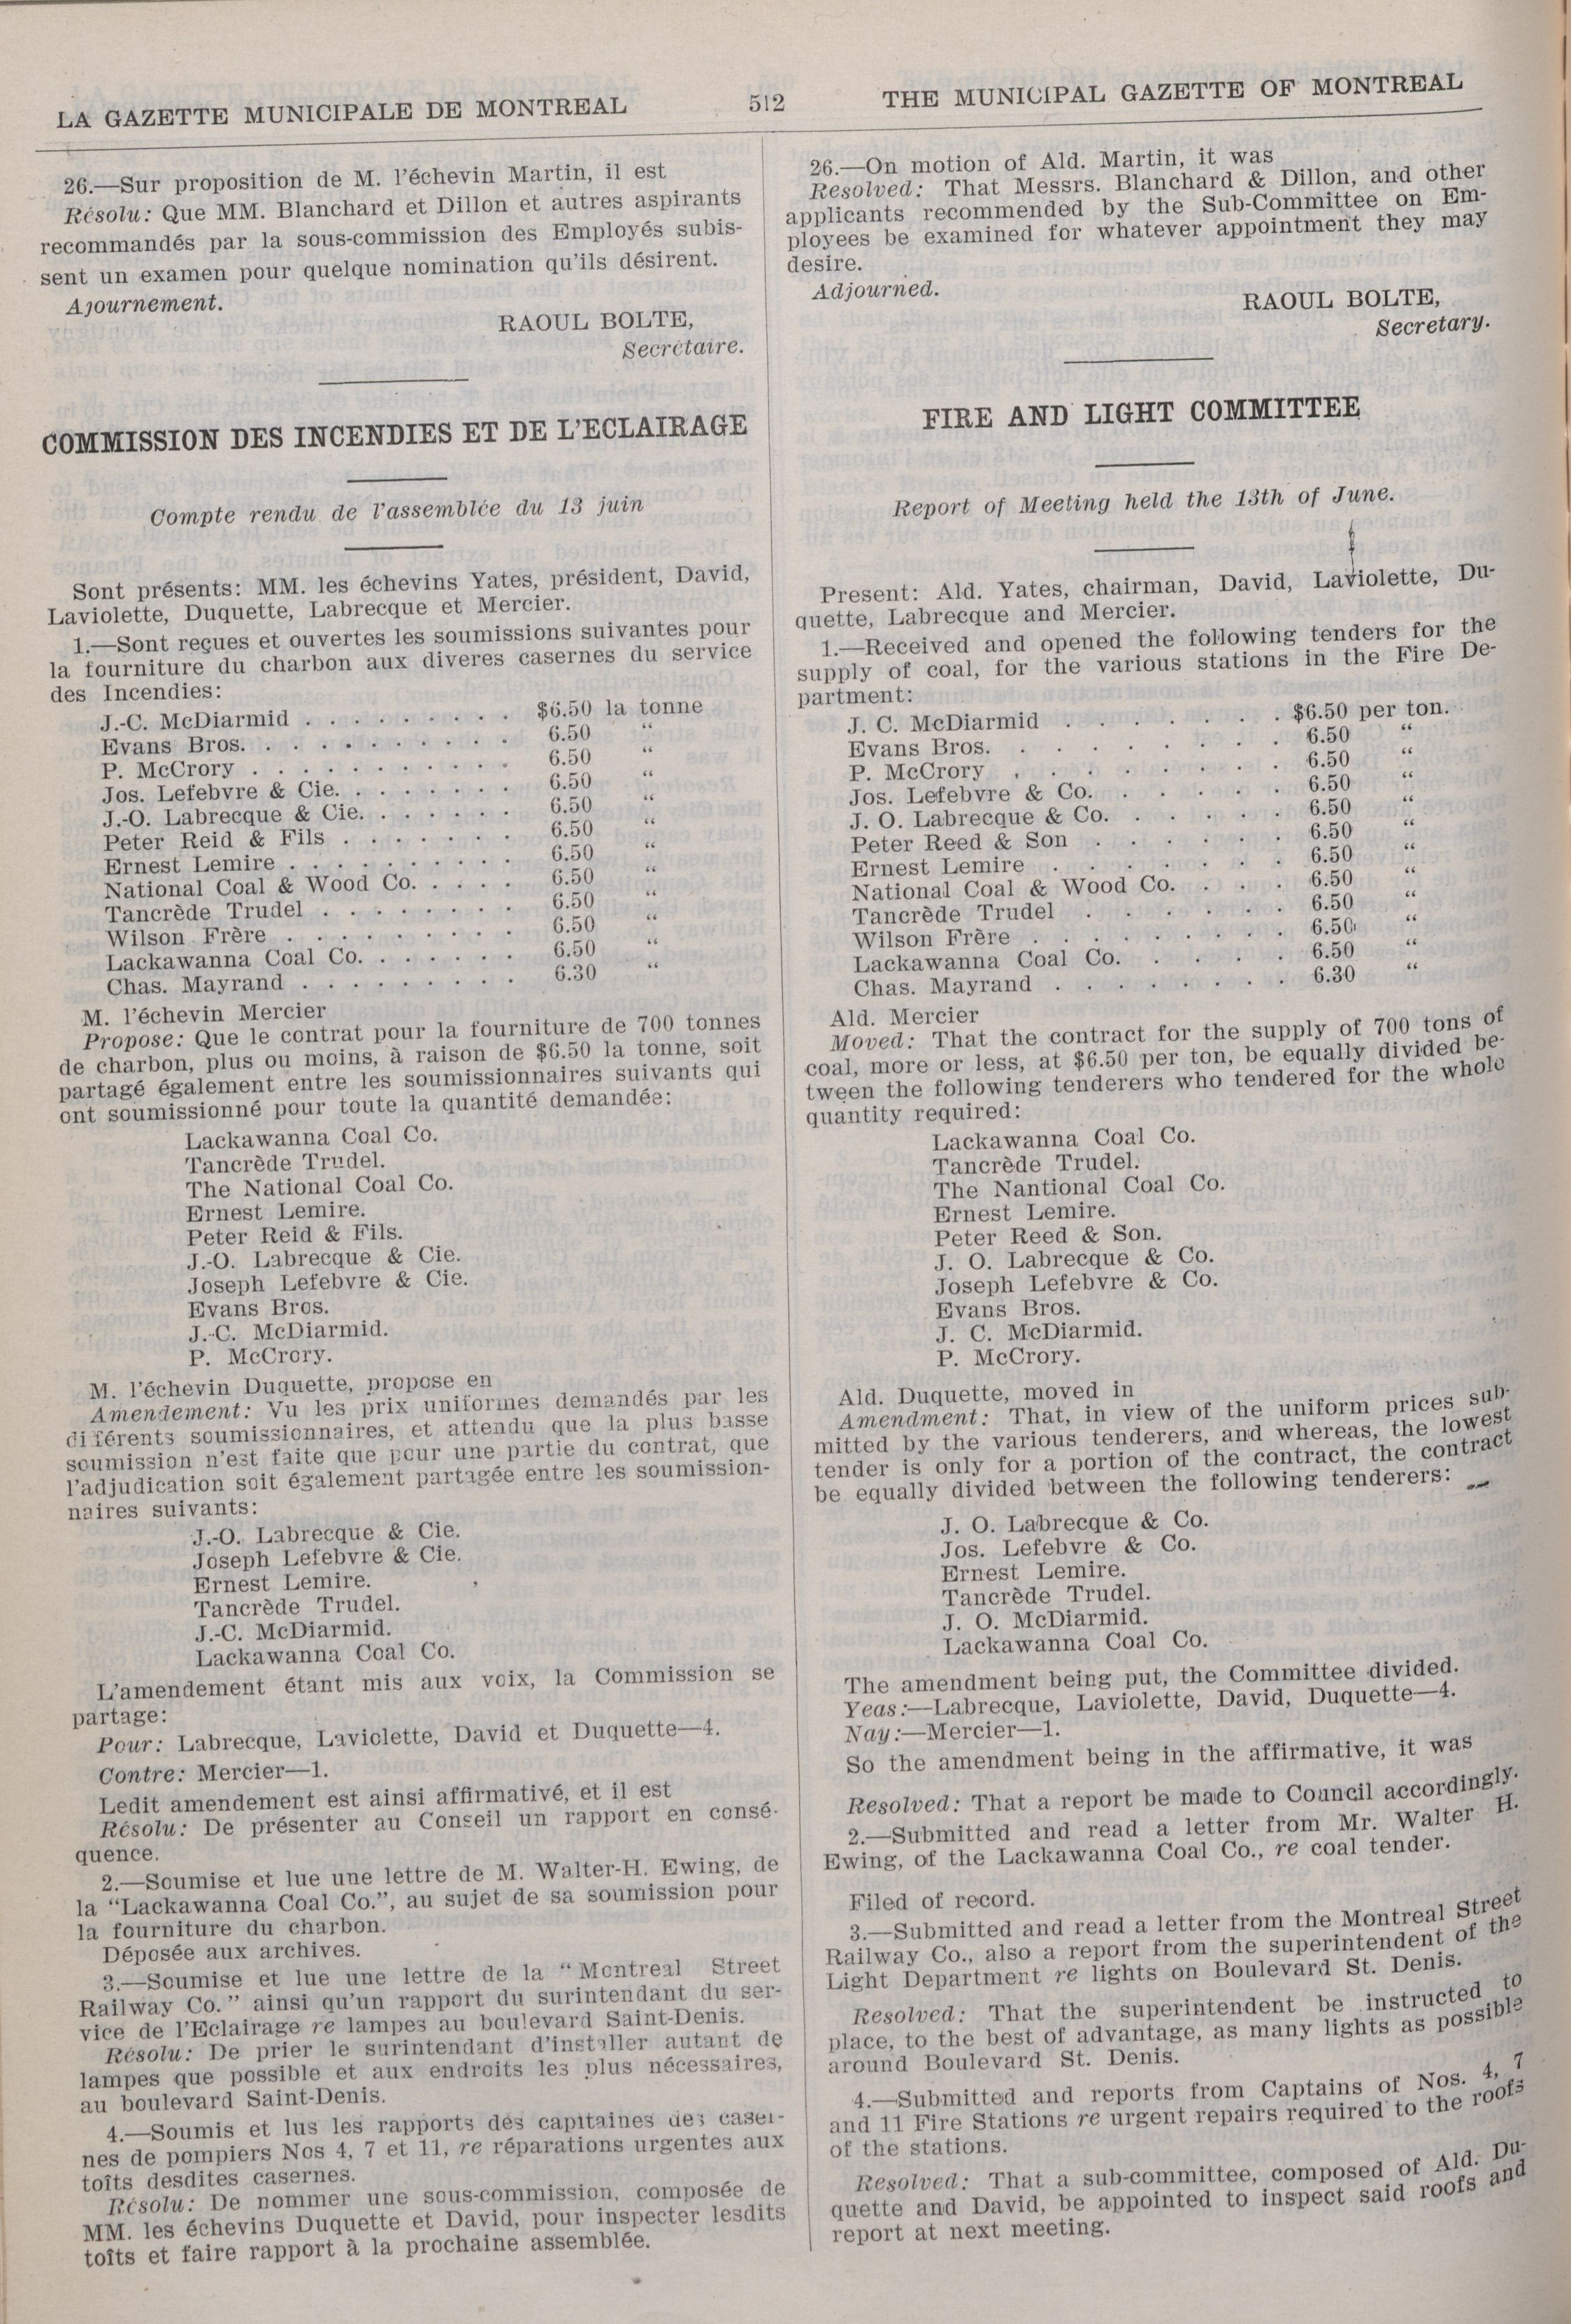 LA GAZETTE MUNICIPALE DE MONTREAL
512
THE MUNICIPAL GAZETTE OF MONTREAL
26.—Sur proposition de M. l'échevin Martin, il est
Résolu: Que MM. Blanchard et Dillon et autres aspirants
recommandés par la sous-commission des Employés subis-
sent un examen pour quelque nomination qu'ils désirent.
Ajournement.
RAOUL BOLTE,
Secrétaire.
COMMISSION DES INCENDIES ET DE L'ECLAIRAGE
Compte rendu de l'assemblée du 13 juin
Sont présents: MM. les échevins Yates, président, David,
Laviolette, Duquette, Labrecque et Mercier.
1.—Sont reçues et ouvertes les soumissions suivantes pour
la fourniture du charbon aux diveres casernes du service
des Incendies:
J.-C. McDiarmid . . . . . . . . . $6.50 la tonne
Evans Bros. . . . . . . . . . . 6.50 "
P. McCrory . . . . . . . . . . . 6.50 "
Jos. Lefebvre & Cie. . . . . . . . 6.50 "
J.-O. Labrecque & Cie. . . . . . . 6.50 "
Peter Reid & Fils . . . . . . . 6.50 "
Ernest Lemire . . . . . . . . . 6.50 "
National Coal & Wood Co. . . . . 6.50 "
Tancrède Trudel . . . . . . . . 6.50 "
Wilson Frère . . . . . . . . . 6.50 "
Lackawanna Coal Co. . . . . . . 6.50 "
Chas. Mayrand . . . . . . . . . 6.30 "
M. l'échevin Mercier
Propose: Que le contrat pour la fourniture de 700 tonnes
de charbon, plus ou moins, à raison de $6.50 la tonne, soit
partagé également entre les soumissionnaires suivants qui
ont soumissionné pour toute la quantité demandée:
Lackawanna Coal Co.
Tancrède Trudel.
The National Coal Co.
Ernest Lemire.
Peter Reid & Fils.
J.-O. Labrecque & Cie.
Joseph Lefebvre & Cie.
Evans Bros.
J.-C. McDiarmid.
P. McCrory.
M. l'échevin Duquette, propose en
Amendement: Vu les prix uniformes demandés par les
différents soumissionnaires, et attendu que la plus basse
soumission n'est faite que pour une partie du contrat, que
l'adjudication soit également partagée entre les soumission-
naires suivants:
J.-O. Labrecque & Cie.
Joseph Lefebvre & Cie.
Ernest Lemire.
Tancrède Trudel.
J.-C. McDiarmid.
Lackawanna Coal Co.
L'amendement étant mis aux voix, la Commission se
partage:
Pour: Labrecque, Laviolette, David et Duquette—4.
Contre: Mercier—1.
Ledit amendement est ainsi affirmativé, et il est
Résolu: De présenter au Conseil un rapport en consé-
quence.
2.—Soumise et lue une lettre de M. Walter-H. Ewing, de
la "Lackawanna Coal Co.", au sujet de sa soumission pour
la fourniture du charbon.
Déposée aux archives.
3.—Soumise et lue une lettre de la "Montreal Street
Railway Co." ainsi qu'un rapport du surintendant du ser-
vice de l'Eclairage re lampes au boulevard Saint-Denis.
Résolu: De prier le surintendant d'installer autant de
lampes que possible et aux endroits les plus nécessaires,
au boulevard Saint-Denis.
4.—Soumis et lus les rapports des capitaines des caser-
nes de pompiers Nos 4, 7 et 11, re réparations urgentes aux
toîts desdites casernes.
Résolu: De nommer une sous-commission, composée de
MM. les échevins Duquette et David, pour inspecter lesdits
toîts et faire rapport à la prochaine assemblée.
26.—On motion of Ald. Martin, it was
Resolved: That Messrs. Blanchard & Dillon, and other
applicants recommended by the Sub-Committee on Em-
ployees be examined for whatever appointment they may
desire.
Adjourned.
RAOUL BOLTE,
Secretary.
FIRE AND LIGHT COMMITTEE
Report of Meeting held the 13th of June.
Present: Ald. Yates, chairman, David, Laviolette, Du-
quette, Labrecque and Mercier.
1.—Received and opened the following tenders for the
supply of coal, for the various stations in the Fire De-
partment:
J. C. McDiarmid . . . . . . . $6.50 per ton.
Evans Bros. . . . . . . . . 6.50 "
P. McCrory . . . . . . . . 6.50 "
Jos. Lefebvre & Co. . . . . . 6.50 "
J. O. Labrecque & Co. . . . . . 6.50 "
Peter Reed & Son . . . . . . 6.50 "
Ernest Lemire . . . . . . . 6.50 "
National Coal & Wood Co. . . . 6.50 "
Tancrède Trudel . . . . . . 6.50 "
Wilson Frère . . . . . . . . 6.50 "
Lackawanna Coal Co. . . . . 6.50 "
Chas. Mayrand . . . . . . . . 6.30 "
Ald. Mercier
Moved: That the contract for the supply of 700 tons of
coal, more or less, at $6.50 per ton, be equally divided be-
tween the following tenderers who tendered for the whole
quantity required:
Lackawanna Coal Co.
Tancrède Trudel.
The Nantional Coal Co.
Ernest Lemire.
Peter Reed & Son.
J. O. Labrecque & Co.
Joseph Lefebvre & Co.
Evans Bros.
J. C. McDiarmid.
P. McCrory.
Ald. Duquette, moved in
Amendment: That, in view of the uniform prices sub-
mitted by the various tenderers, and whereas, the lowest
tender is only for a portion of the contract, the contract
be equally divided between the following tenderers:
J. O. Labrecque & Co.
Jos. Lefebvre & Co.
Ernest Lemire.
Tancrède Trudel.
J. O. McDiarmid.
Lackawanna Coal Co.
The amendment being put, the Committee divided.
Yeas:—Labrecque, Laviolette, David, Duquette—4.
Nay:—Mercier—1.
So the amendment being in the affirmative, it was
Resolved: That a report be made to Council accordingly.
2.—Submitted and read a letter from Mr. Walter H.
Ewing, of the Lackawanna Coal Co., re coal tender.
Filed of record.
3.—Submitted and read a letter from the Montreal Street
Railway Co., also a report from the superintendent of the
Light Department re lights on Boulevard St. Denis.
Resolved: That the superintendent be instructed to
place, to the best of advantage, as many lights as possible
around Boulevard St. Denis.
4.—Submitted and reports from Captains of Nos. 4, 7
and 11 Fire Stations re urgent repairs required to the roofs
of the stations.
Resolved: That a sub-committee, composed of Ald. Du-
quette and David, be appointed to inspect said roofs and
report at next meeting.